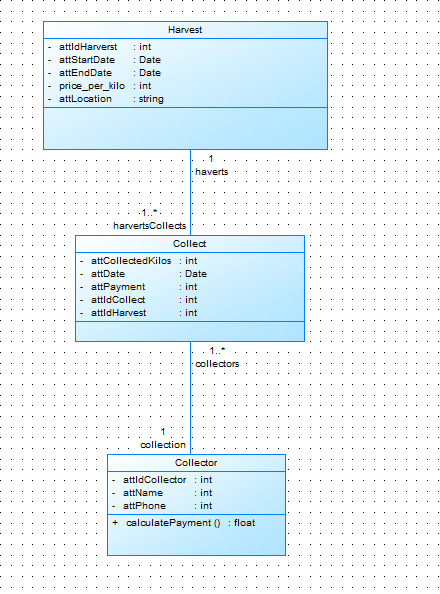 Harvest
- attIdHarverst : int
- attStartDate : Date
- attEndDate : Date
- price_per_kilo : int
- attLocation : string
1
haverts
1..*
harvertsCollects
Collect
- attCollectedKilos : int
- attDate : Date
- attPayment : int
- attIdCollect : int
- attIdHarvest : int
1..*
collectors
1
collection
Collector
- attIdCollector : int
- attName : int
- attPhone : int
+ calculatePayment () : float